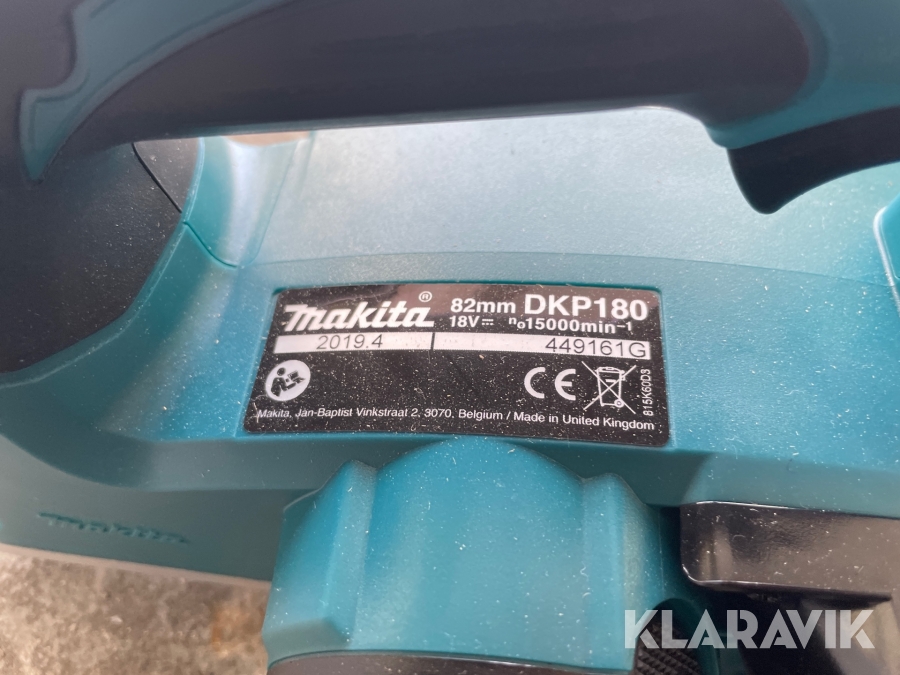 Makita® 82mm DKP180
18V⎓ n₀15000min⁻¹
2019.4 449161G
CE
815K60D3
Makita, Jan-Baptist Vinkstraat 2, 3070, Belgium / Made in United Kingdom
makita
KLARAVIK